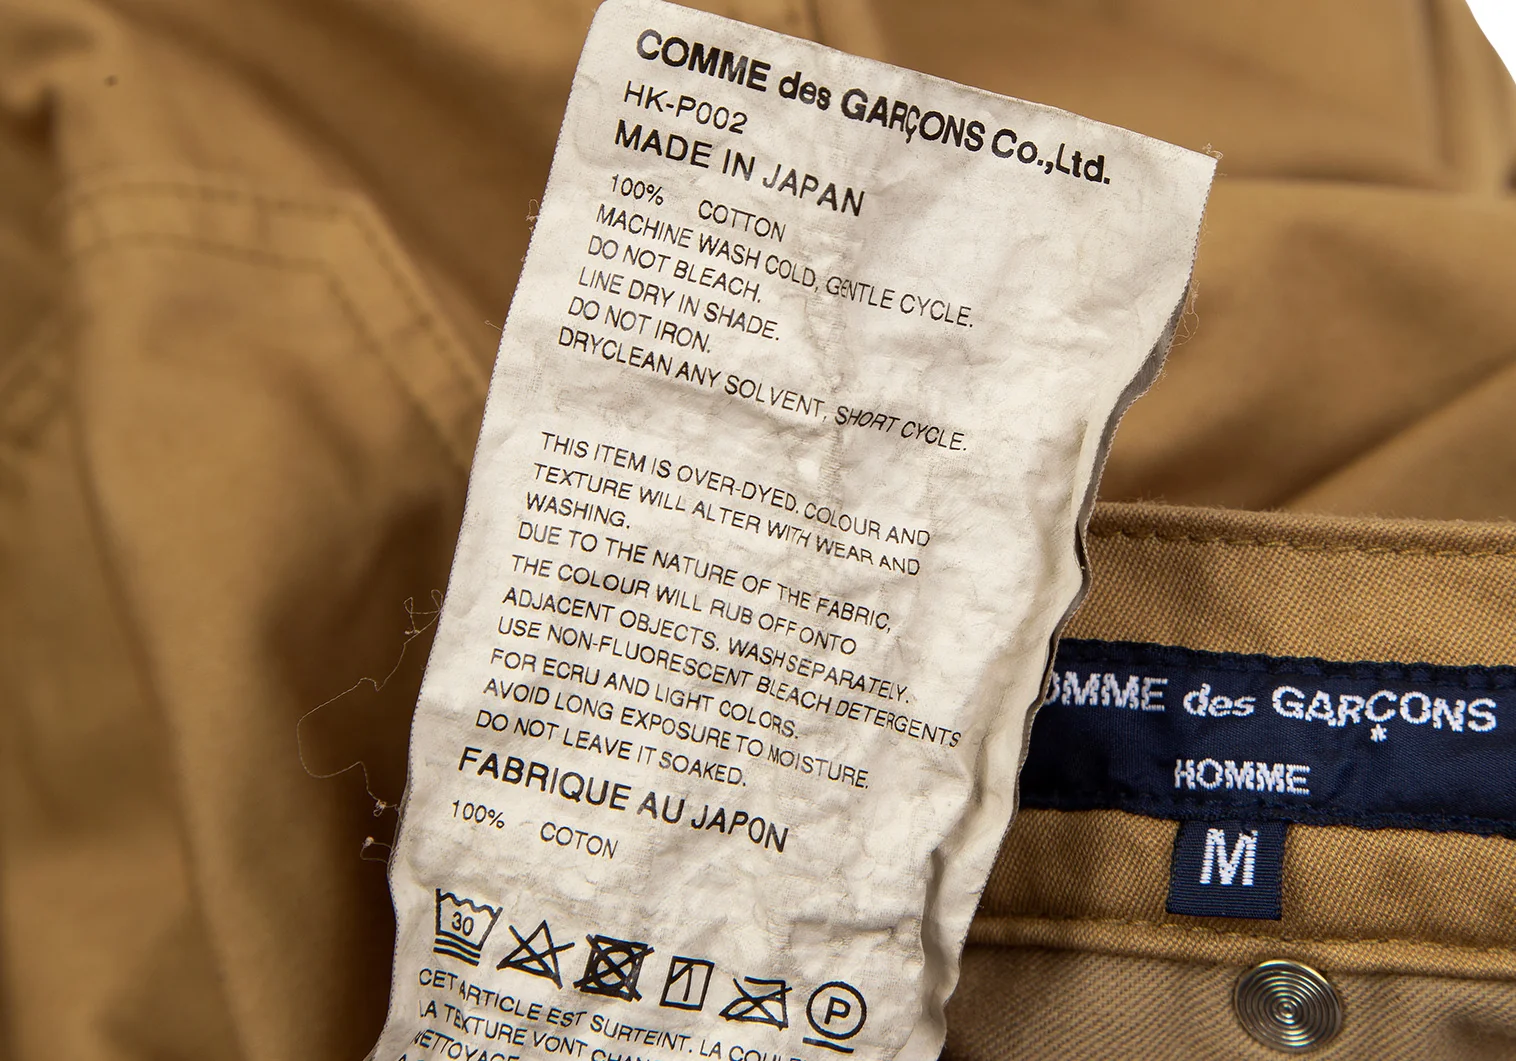 COMME des GARÇONS Co.,Ltd.
HK-P002
MADE IN JAPAN
100% COTTON
MACHINE WASH COLD, GENTLE CYCLE.
DO NOT BLEACH.
LINE DRY IN SHADE.
DO NOT IRON.
DRYCLEAN ANY SOLVENT, SHORT CYCLE.
THIS ITEM IS OVER-DYED. COLOUR AND
TEXTURE WILL ALTER WITH WEAR AND
WASHING.
DUE TO THE NATURE OF THE FABRIC,
THE COLOUR WILL RUB OFF ONTO
ADJACENT OBJECTS. WASH SEPARATELY.
USE NON-FLUORESCENT BLEACH DETERGENTS
FOR ECRU AND LIGHT COLORS.
AVOID LONG EXPOSURE TO MOISTURE.
DO NOT LEAVE IT SOAKED.
FABRIQUE AU JAPON
100% COTON
30
P
CET ARTICLE EST SURTEINT. LA
LA TEXTURE VONT
NETTOYAGE
OMME des GARÇONS
HOMME
M